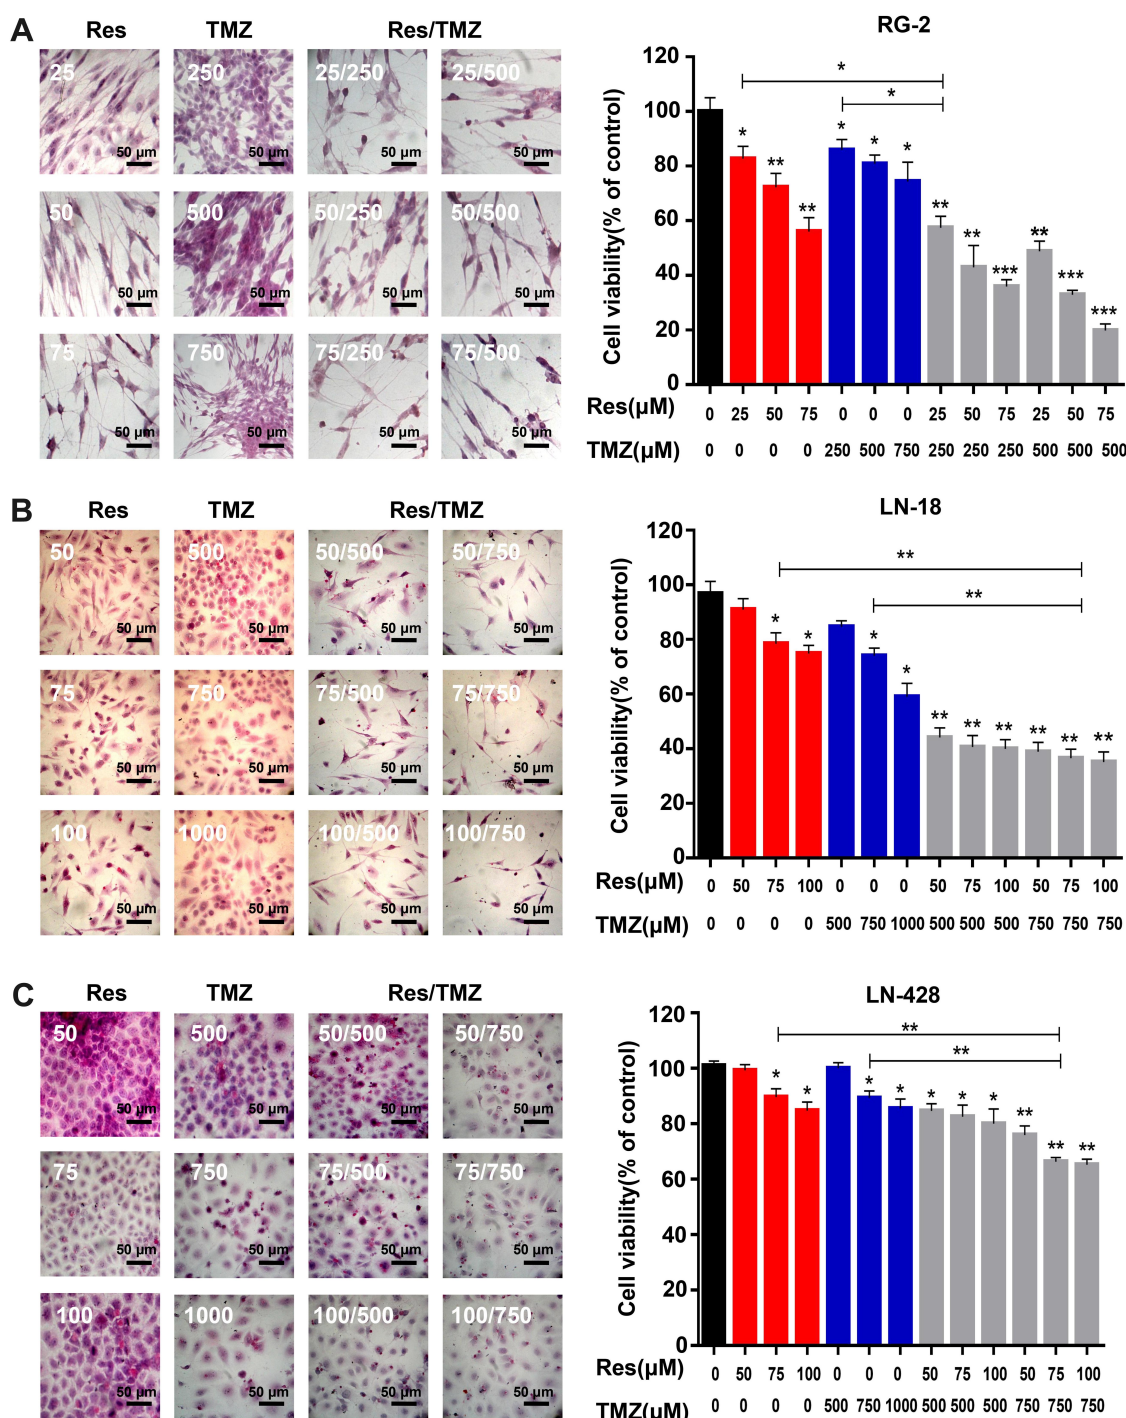 A
Res TMZ Res/TMZ
25 250 25/250 25/500
50 µm 50 µm 50 µm 50 µm
50 500 50/250 50/500
50 µm 50 µm 50 µm 50 µm
75 750 75/250 75/500
50 µm 50 µm 50 µm 50 µm
RG-2
Cell viability(% of control)
120
100
80
60
40
20
0
* *
* ** ** * * * ** ** *** ** *** ***
Res(µM) 0 25 50 75 0 0 0 25 50 75 25 50 75
TMZ(µM) 0 0 0 0 250 500 750 250 250 250 500 500 500
B
Res TMZ Res/TMZ
50 500 50/500 50/750
50 µm 50 µm 50 µm 50 µm
75 750 75/500 75/750
50 µm 50 µm 50 µm 50 µm
100 1000 100/500 100/750
50 µm 50 µm 50 µm 50 µm
LN-18
Cell viability(% of control)
120
100
80
60
40
20
0
** **
* * * * ** ** ** ** ** **
Res(µM) 0 50 75 100 0 0 0 50 75 100 50 75 100
TMZ(µM) 0 0 0 0 500 750 1000 500 500 500 750 750 750
C
Res TMZ Res/TMZ
50 500 50/500 50/750
50 µm 50 µm 50 µm 50 µm
75 750 75/500 75/750
50 µm 50 µm 50 µm 50 µm
100 1000 100/500 100/750
50 µm 50 µm 50 µm 50 µm
LN-428
Cell viability(% of control)
120
100
80
60
40
20
0
** **
* * * * * * * ** ** **
Res(µM) 0 50 75 100 0 0 0 50 75 100 50 75 100
TMZ(µM) 0 0 0 0 500 750 1000 500 500 500 750 750 750